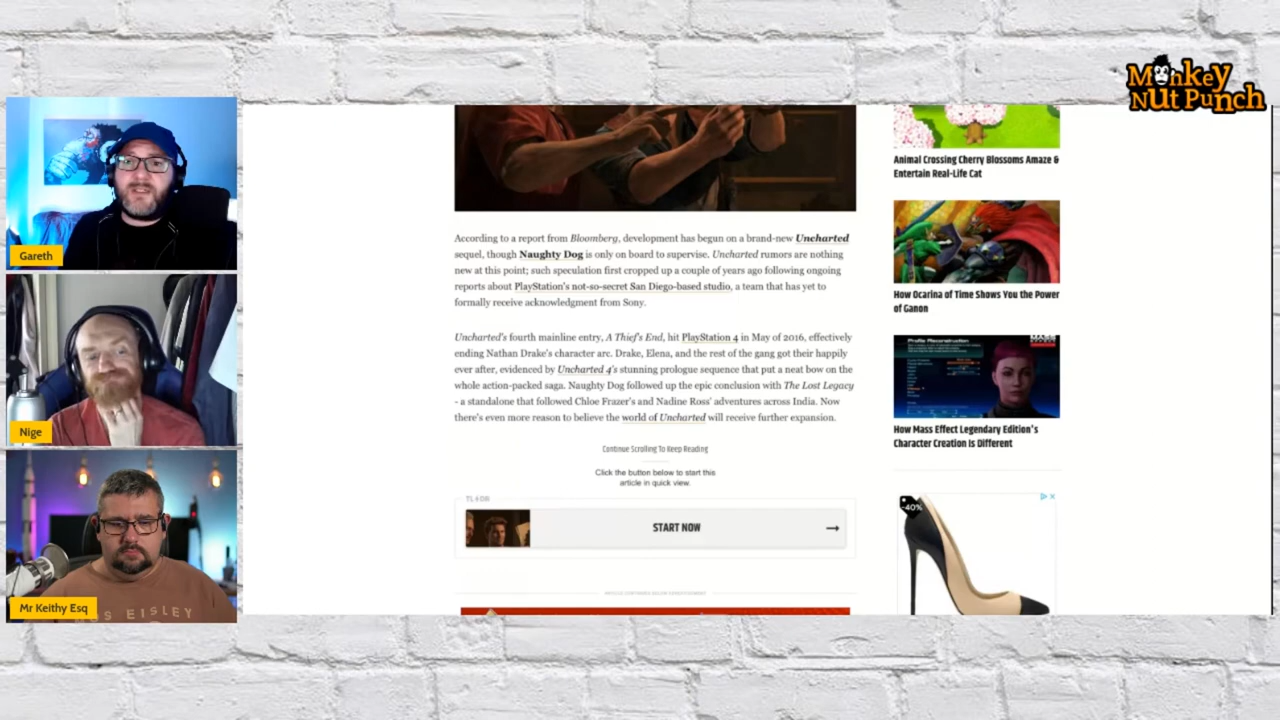 Monkey
Nut Punch
Gareth
Nige
OS EISLEY
Mr Keithy Esq
According to a report from Bloomberg, development has begun on a brand-new Uncharted
sequel, though Naughty Dog is only on board to supervise. Uncharted rumors are nothing
new at this point; such speculation first cropped up a couple of years ago following ongoing
reports about PlayStation's not-so-secret San Diego-based studio, a team that has yet to
formally receive acknowledgment from Sony.
Uncharted's fourth mainline entry, A Thief's End, hit PlayStation 4 in May of 2016, effectively
ending Nathan Drake's character arc. Drake, Elena, and the rest of the gang got their happily
ever after, evidenced by Uncharted 4's stunning prologue sequence that put a neat bow on the
whole action-packed saga. Naughty Dog followed up the epic conclusion with The Lost Legacy
- a standalone that followed Chloe Frazer's and Nadine Ross' adventures across India. Now
there's even more reason to believe the world of Uncharted will receive further expansion.
Continue Scrolling To Keep Reading
Click the button below to start this
article in quick view.
TL;DR
START NOW
Animal Crossing Cherry Blossoms Amaze &
Entertain Real-Life Cat
How Ocarina of Time Shows You the Power
of Ganon
Profile Reconstruction
How Mass Effect Legendary Edition's
Character Creation Is Different
-40%